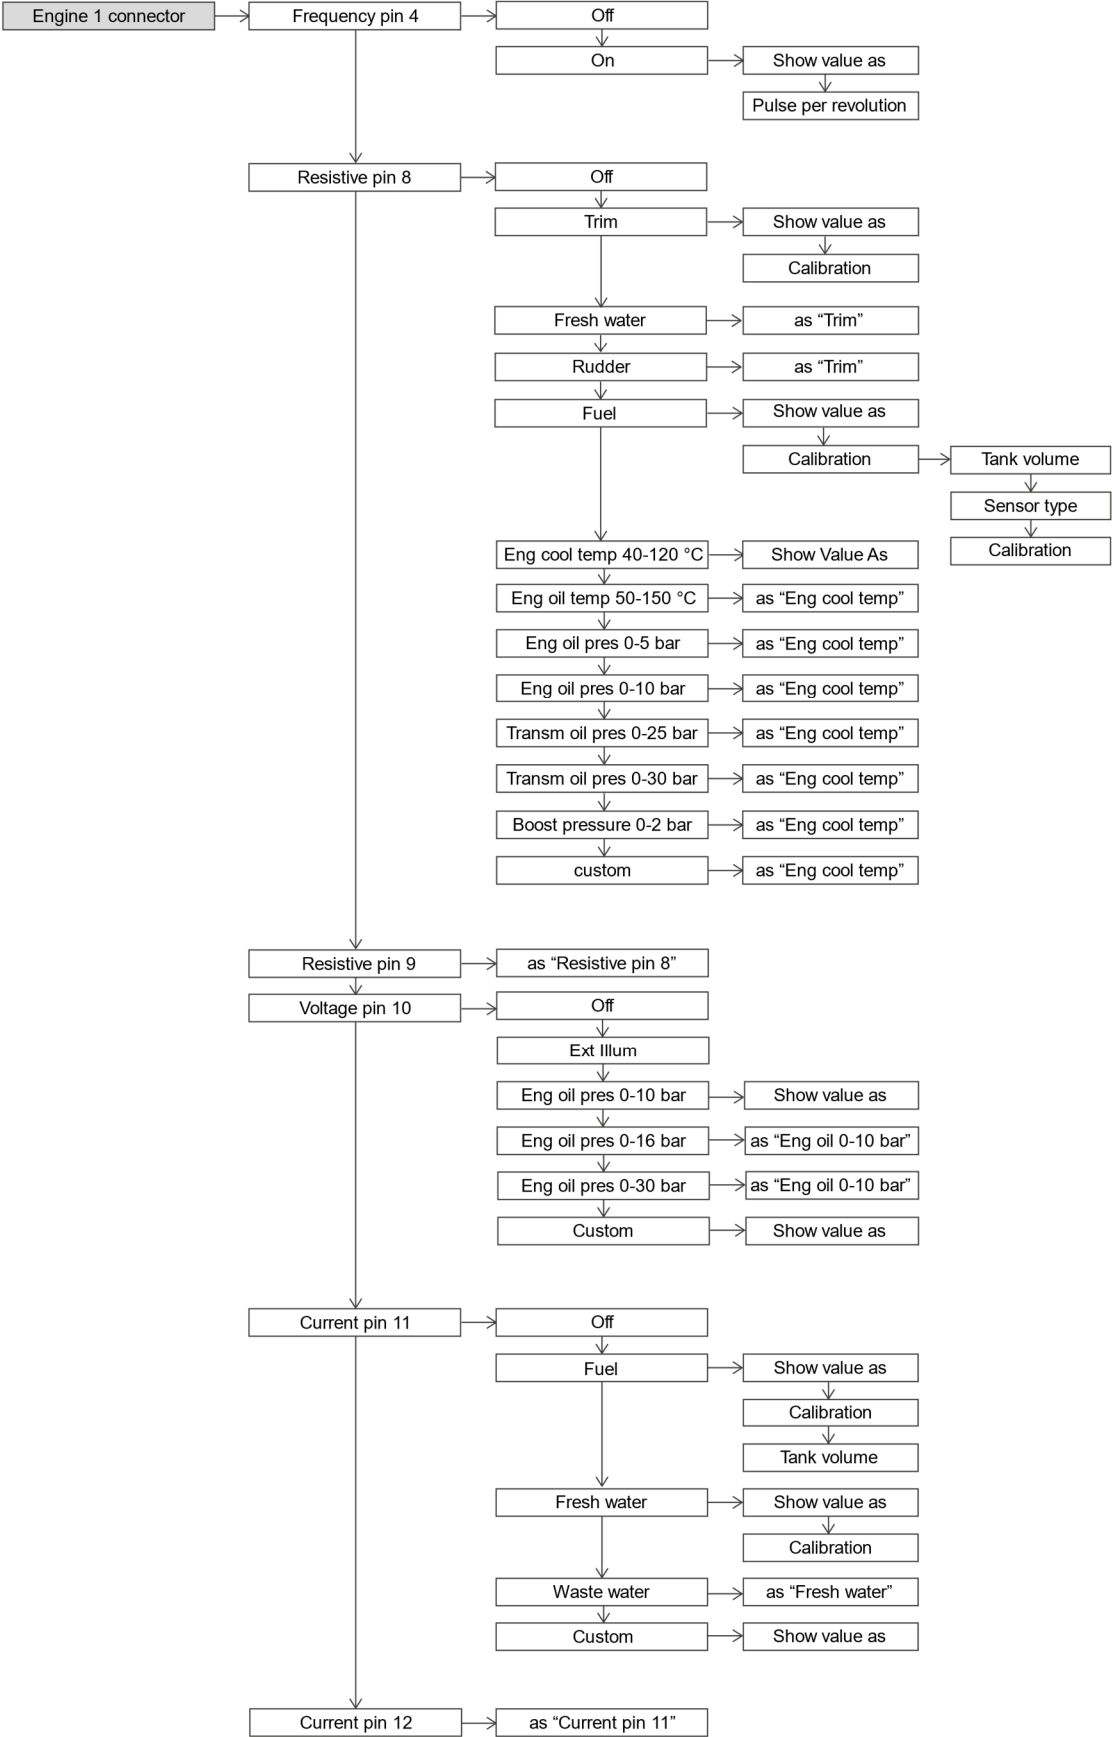 Engine 1 connector
Frequency pin 4
Off
On
Show value as
Pulse per revolution
Resistive pin 8
Off
Trim
Show value as
Calibration
Fresh water
as “Trim”
Rudder
as “Trim”
Fuel
Show value as
Calibration
Tank volume
Sensor type
Calibration
Eng cool temp 40-120 °C
Show Value As
Eng oil temp 50-150 °C
as “Eng cool temp”
Eng oil pres 0-5 bar
as “Eng cool temp”
Eng oil pres 0-10 bar
as “Eng cool temp”
Transm oil pres 0-25 bar
as “Eng cool temp”
Transm oil pres 0-30 bar
as “Eng cool temp”
Boost pressure 0-2 bar
as “Eng cool temp”
custom
as “Eng cool temp”
Resistive pin 9
as “Resistive pin 8”
Voltage pin 10
Off
Ext Illum
Eng oil pres 0-10 bar
Show value as
Eng oil pres 0-16 bar
as “Eng oil 0-10 bar”
Eng oil pres 0-30 bar
as “Eng oil 0-10 bar”
Custom
Show value as
Current pin 11
Off
Fuel
Show value as
Calibration
Tank volume
Fresh water
Show value as
Calibration
Waste water
as “Fresh water”
Custom
Show value as
Current pin 12
as “Current pin 11”